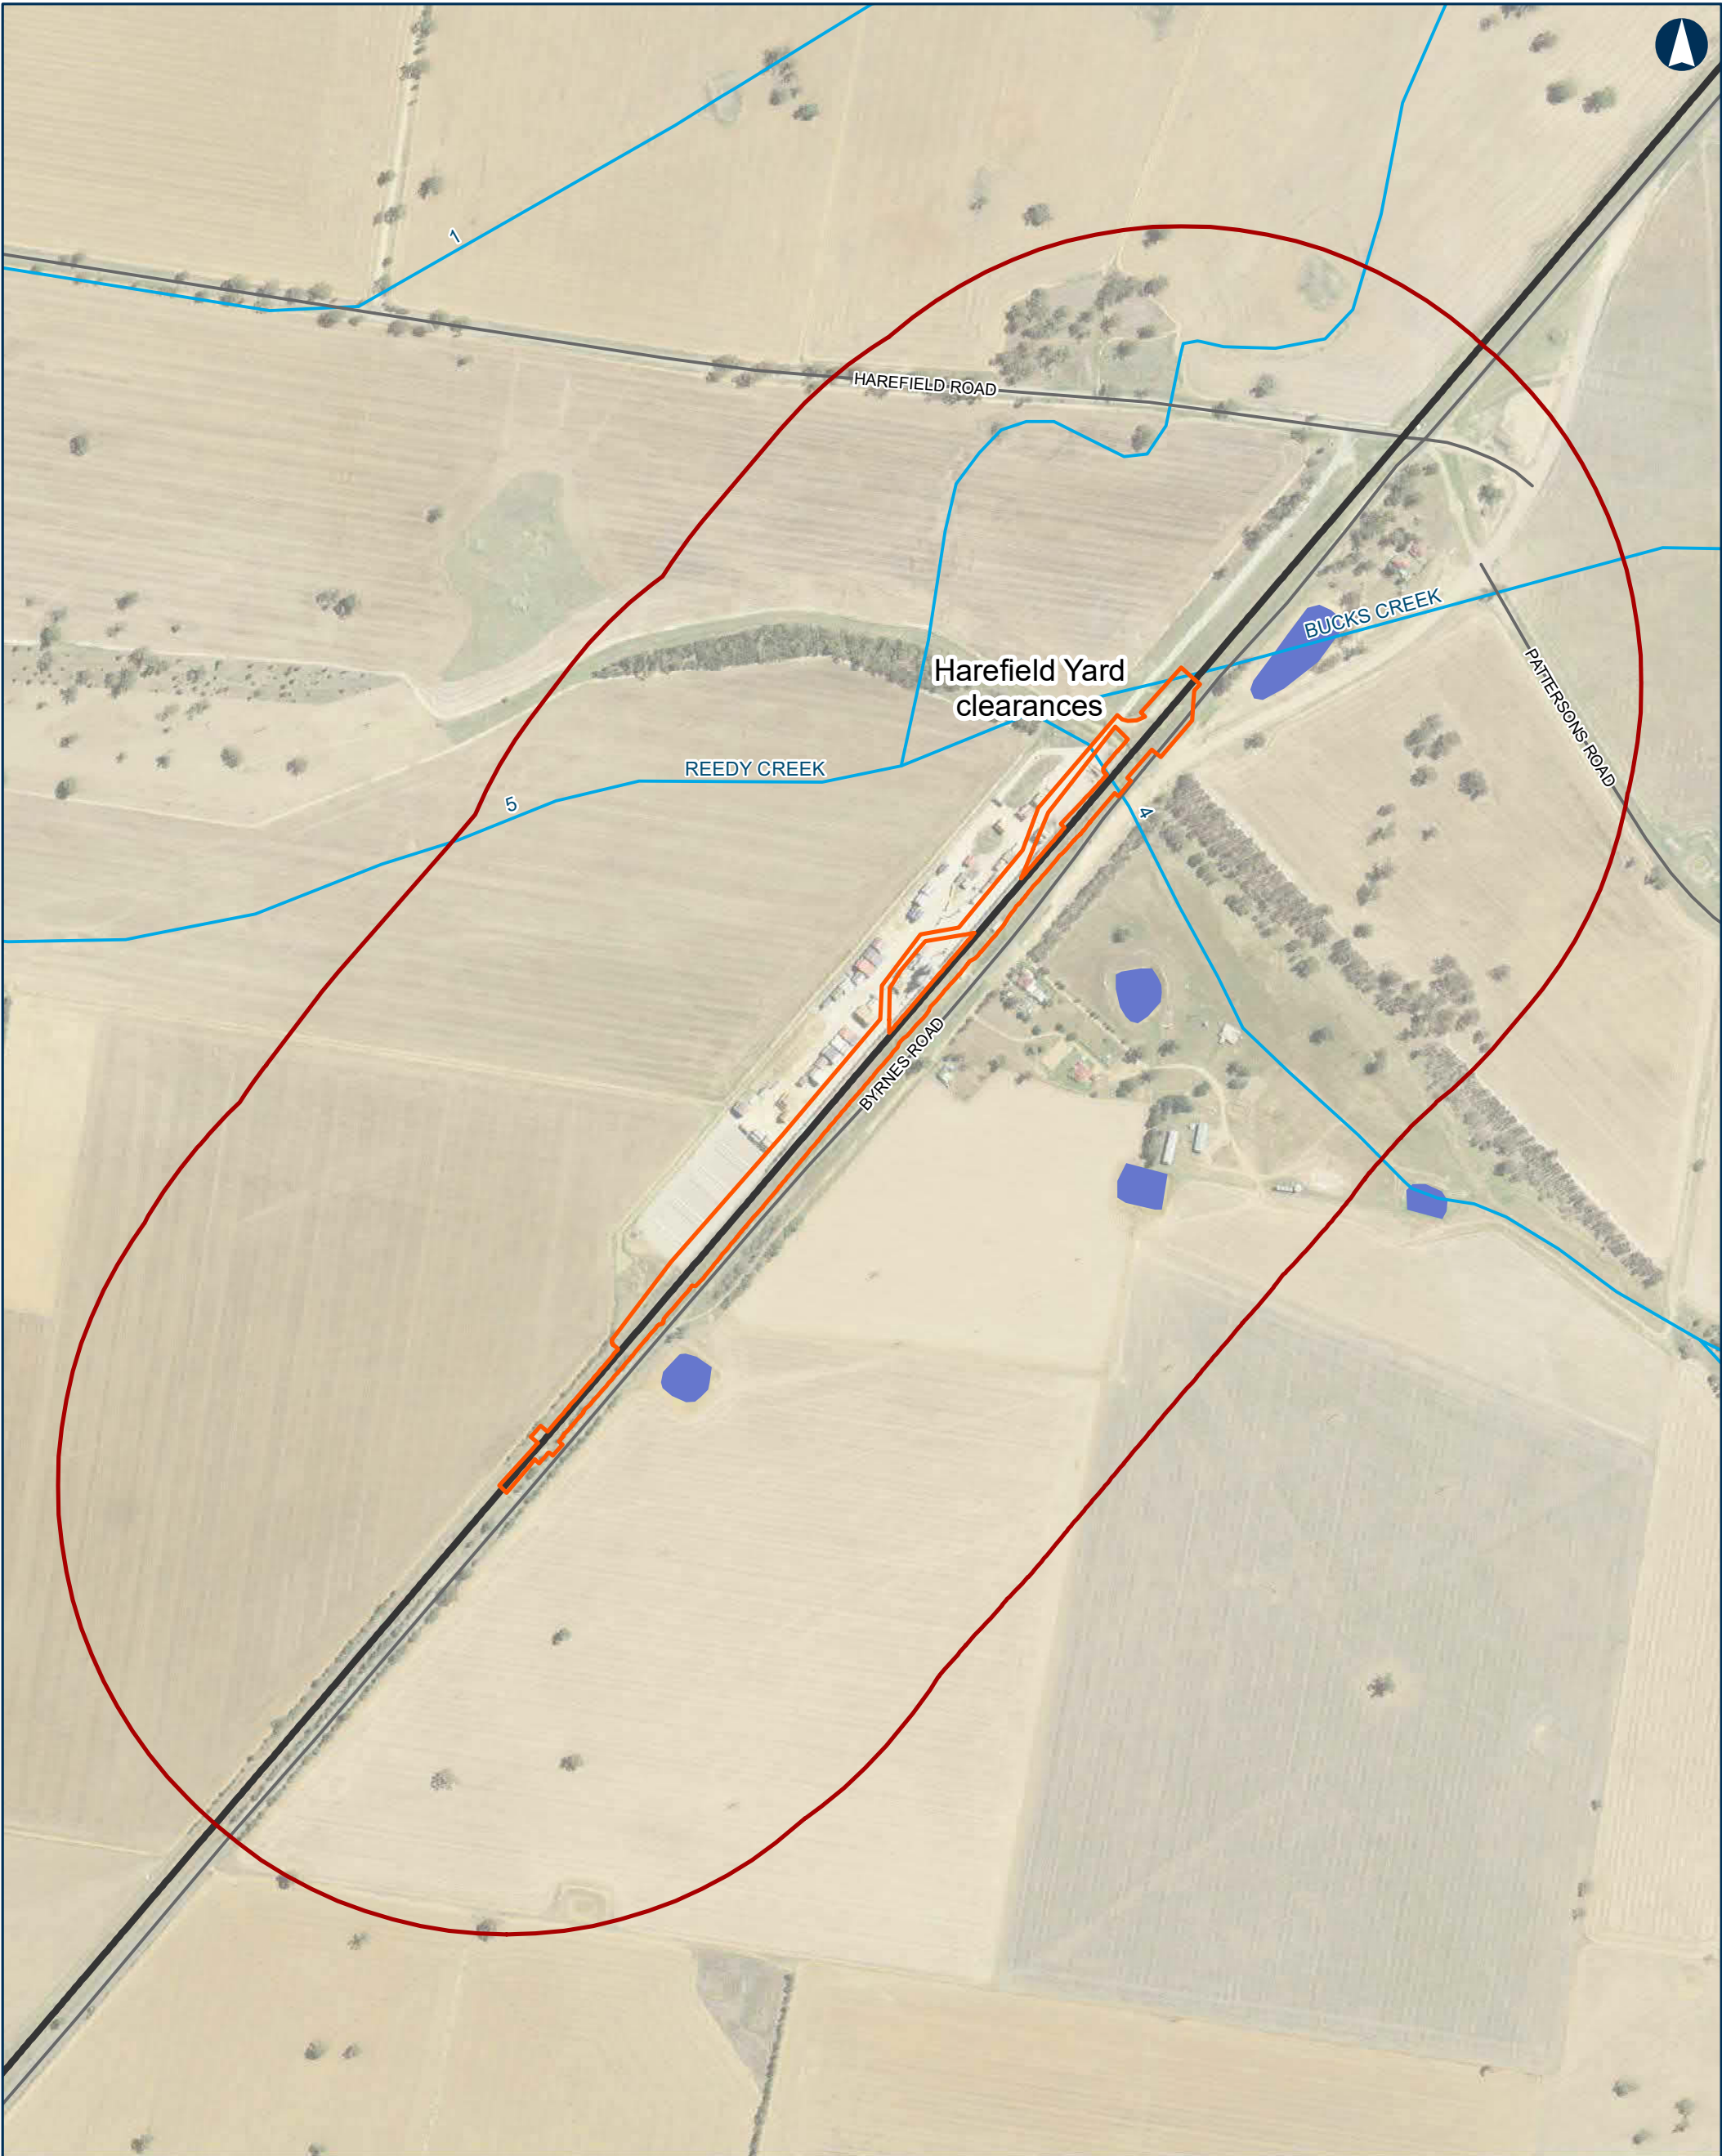 1
HAREFIELD ROAD
BUCKS CREEK
Harefield Yard
clearances
PATTERSONS ROAD
REEDY CREEK
5
4
BYRNES ROAD